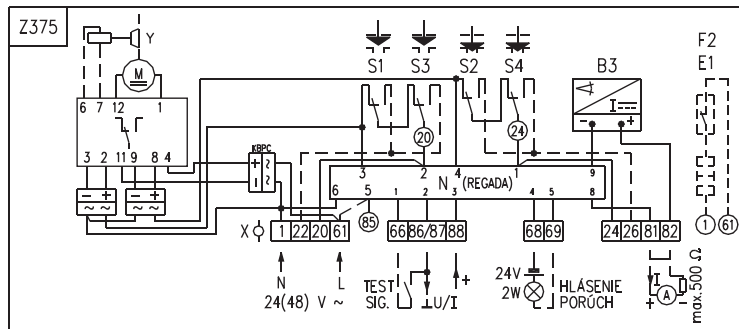 Z375
Y
M
6 7 12 1
3 2 11 9 8 4
- + - +
~ ~
KBPC
+ ~
- ~
S1 S3 S2 S4
20
24
B3
I
- +
F2
E1
3 2 4 1 9
N (REGADA)
6 5 1 2 3 4 5 8
85
X
1 22 20 61
66 86/87 88
68 69
24 26 81 82
1 61
N L
24(48) V ~
TEST
SIG.
⊥U/I
+
24V
2W
HLÁSENIE
PORÚCH
I
A
+ -
max.500 Ω